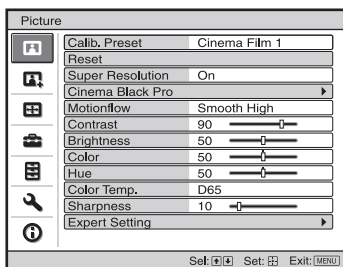 Picture
Calib. Preset Cinema Film 1
Reset
Super Resolution On
Cinema Black Pro
Motionflow Smooth High
Contrast 90
Brightness 50
Color 50
Hue 50
Color Temp. D65
Sharpness 10
Expert Setting
Sel: Set: Exit: MENU